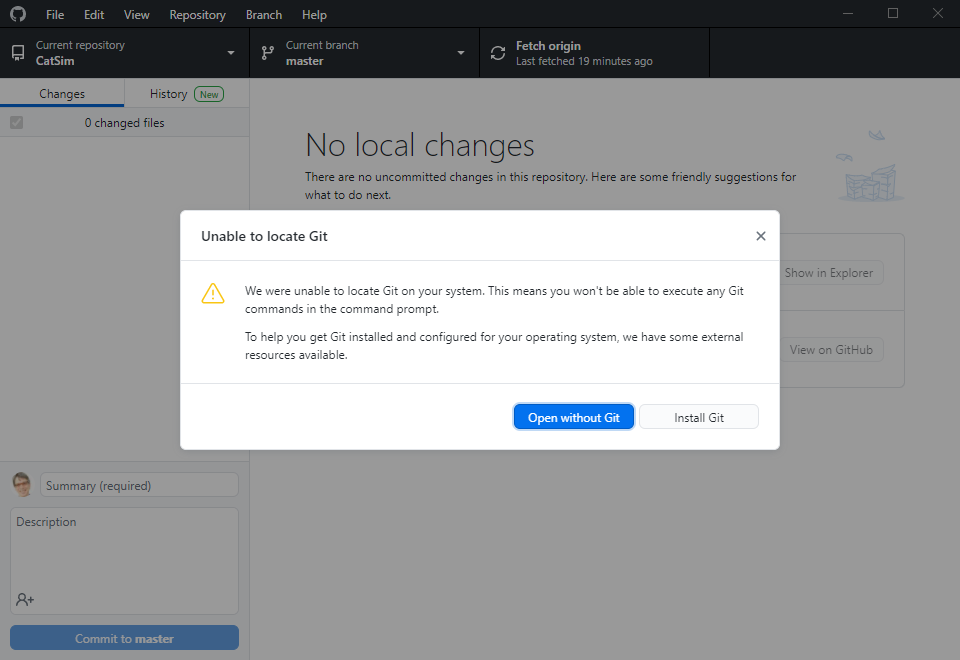 File Edit View Repository Branch Help
Current repository
CatSim
Current branch
master
Fetch origin
Last fetched 19 minutes ago
Changes
History New
0 changed files
No local changes
There are no uncommitted changes in this repository. Here are some friendly suggestions for
what to do next.
Show in Explorer
View on GitHub
Unable to locate Git
We were unable to locate Git on your system. This means you won't be able to execute any Git
commands in the command prompt.
To help you get Git installed and configured for your operating system, we have some external
resources available.
Open without Git
Install Git
Summary (required)
Description
Commit to master